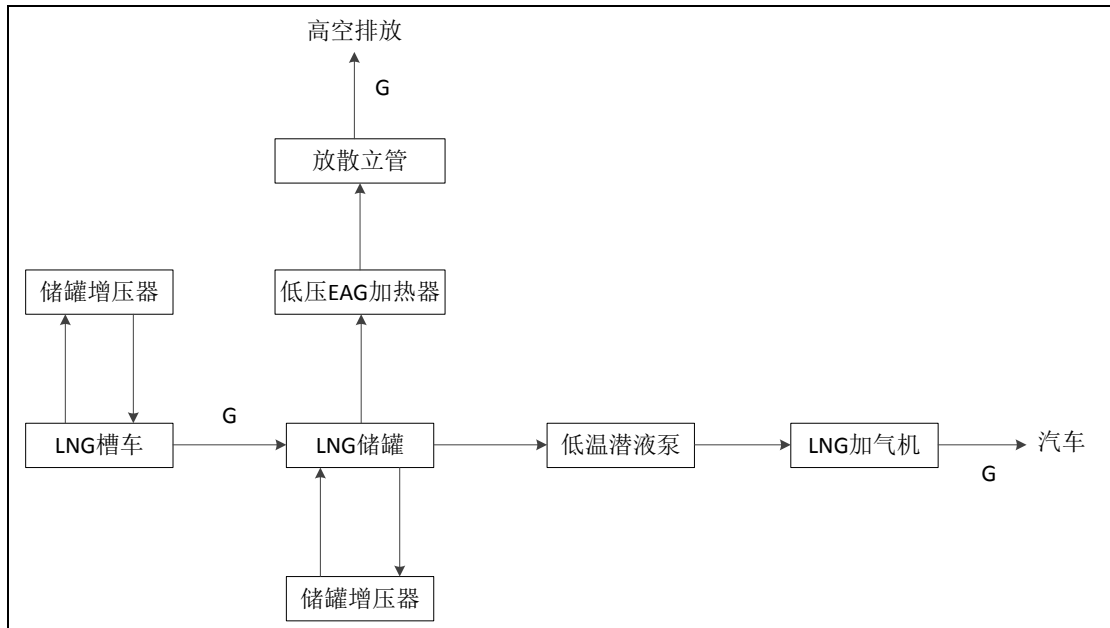 高空排放
G
放散立管
储罐增压器
低压EAG加热器
G
LNG槽车
LNG储罐
低温潜液泵
LNG加气机
汽车
G
储罐增压器